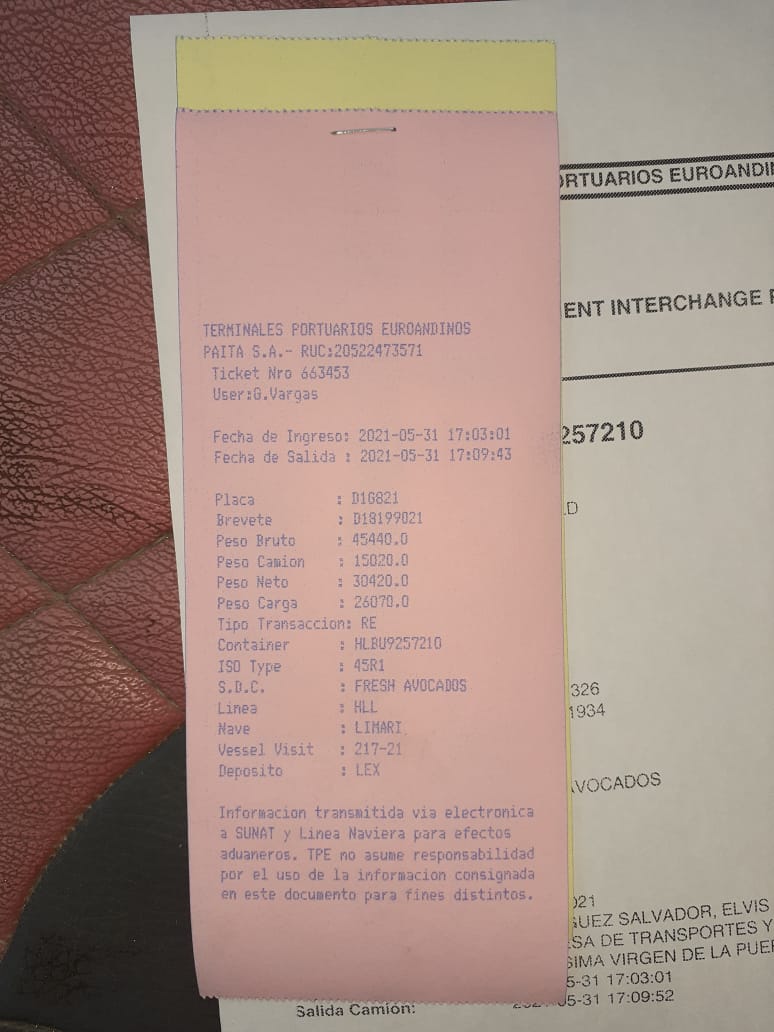 TERMINALES PORTUARIOS EUROANDINOS
PAITA S.A.- RUC:20522473571
Ticket Nro 663453
User:G.Vargas
Fecha de Ingreso: 2021-05-31 17:03:01
Fecha de Salida : 2021-05-31 17:09:43
Placa : D1G821
Brevete : D18199021
Peso Bruto : 45440.0
Peso Camion : 15020.0
Peso Neto : 30420.0
Peso Carga : 26070.0
Tipo Transaccion: RE
Container : HLBU9257210
ISO Type : 45R1
S.D.C. : FRESH AVOCADOS
Linea : HLL
Nave : LIMARI
Vessel Visit : 217-21
Deposito : LEX
Informacion transmitida via electronica
a SUNAT y Linea Naviera para efectos
aduaneros. TPE no asume responsabilidad
por el uso de la informacion consignada
en este documento para fines distintos.
ORTUARIOS EUROANDI
ENT INTERCHANGE
257210
LD
326
1934
AVOCADOS
021
GUEZ SALVADOR, ELVIS
ESA DE TRANSPORTES Y
SIMA VIRGEN DE LA PUE
5-31 17:03:01
Salida Camión: 05-31 17:09:52